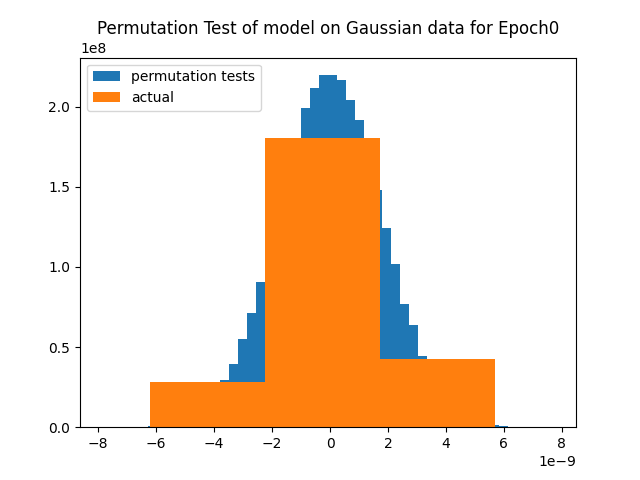 Permutation Test of model on Gaussian data for Epoch0
1e8
permutation tests
actual
2.0
1.5
1.0
0.5
0.0
−8 −6 −4 −2 0 2 4 6 8
1e−9